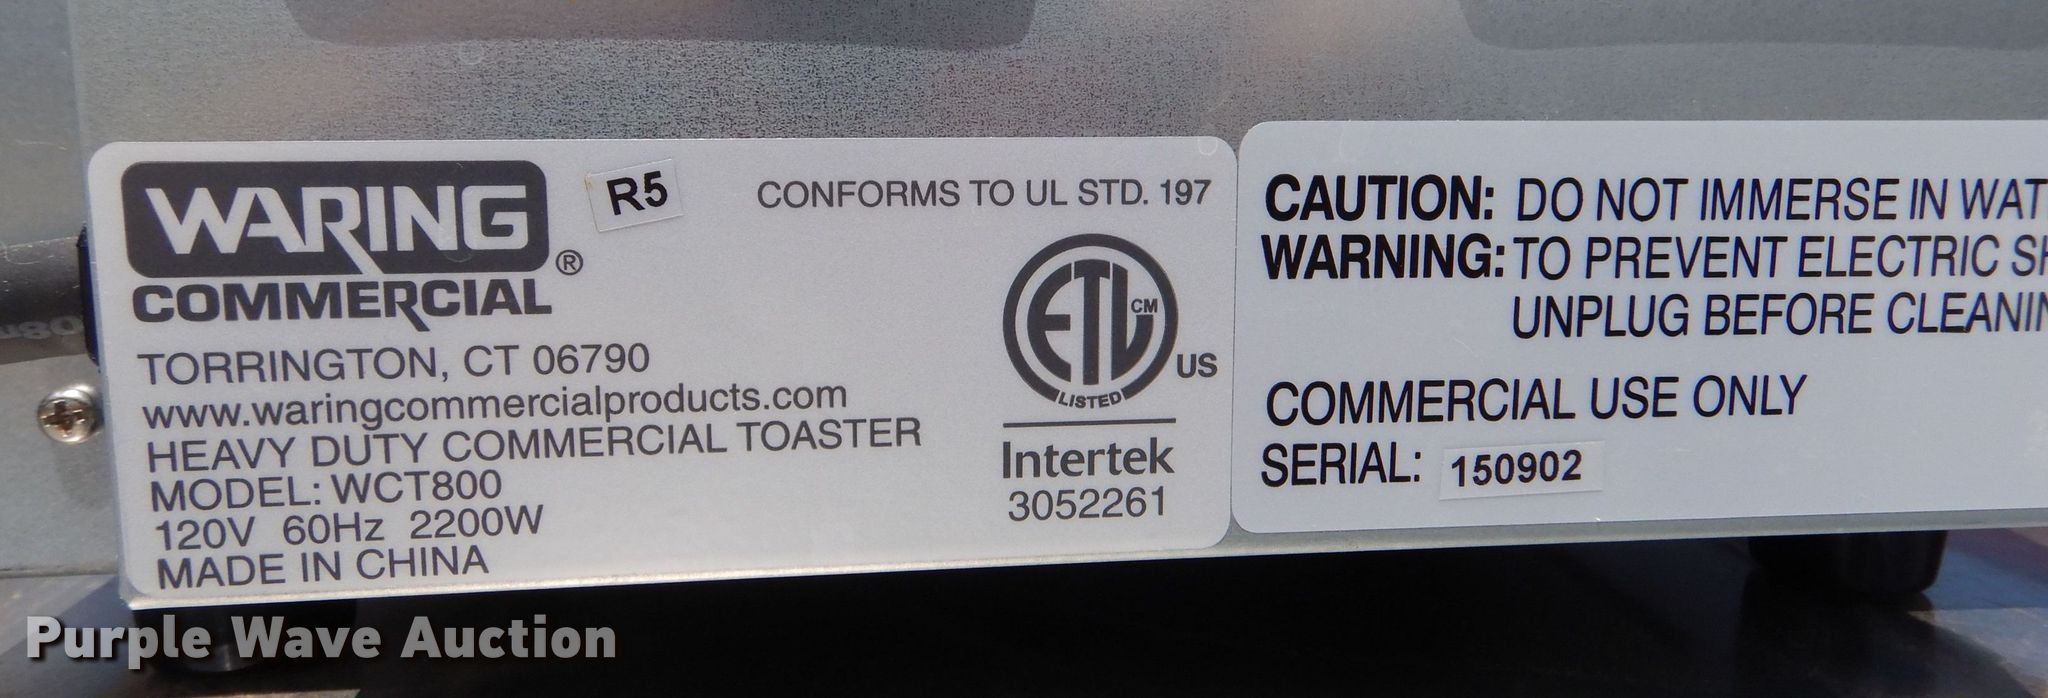 WARING®
COMMERCIAL
R5
CONFORMS TO UL STD. 197
TORRINGTON, CT 06790
www.waringcommercialproducts.com
HEAVY DUTY COMMERCIAL TOASTER
MODEL: WCT800
120V 60Hz 2200W
MADE IN CHINA
ETL CM
LISTED
US
Intertek
3052261
CAUTION: DO NOT IMMERSE IN
WARNING: TO PREVENT ELECTRIC
UNPLUG BEFORE
COMMERCIAL USE ONLY
SERIAL: 150902
Purple Wave Auction